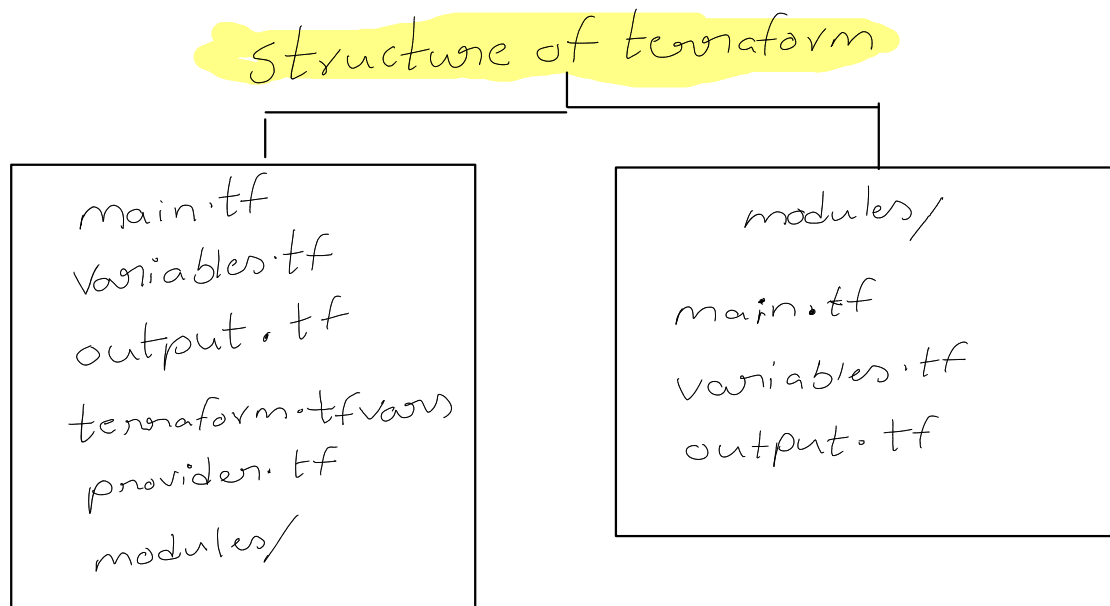 structure of terraform
main.tf
variables.tf
output.tf
terraform.tfvars
provider.tf
modules/
modules/
main.tf
variables.tf
output.tf